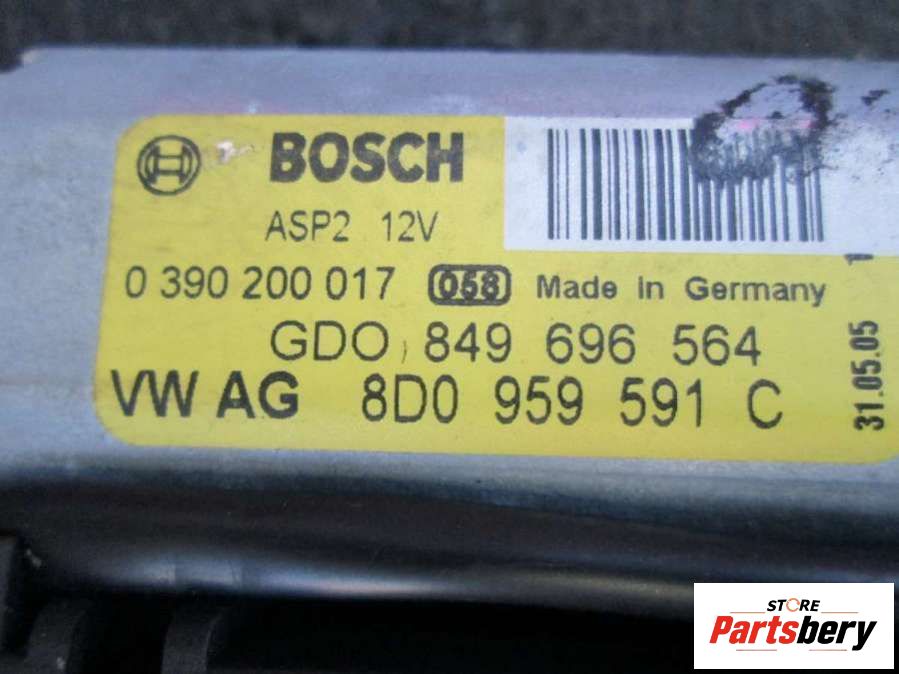 BOSCH
ASP2 12V
0 390 200 017 058 Made in Germany
GDO 849 696 564
VW AG 8D0 959 591 C
31.05.05 1
STORE
Partsbery